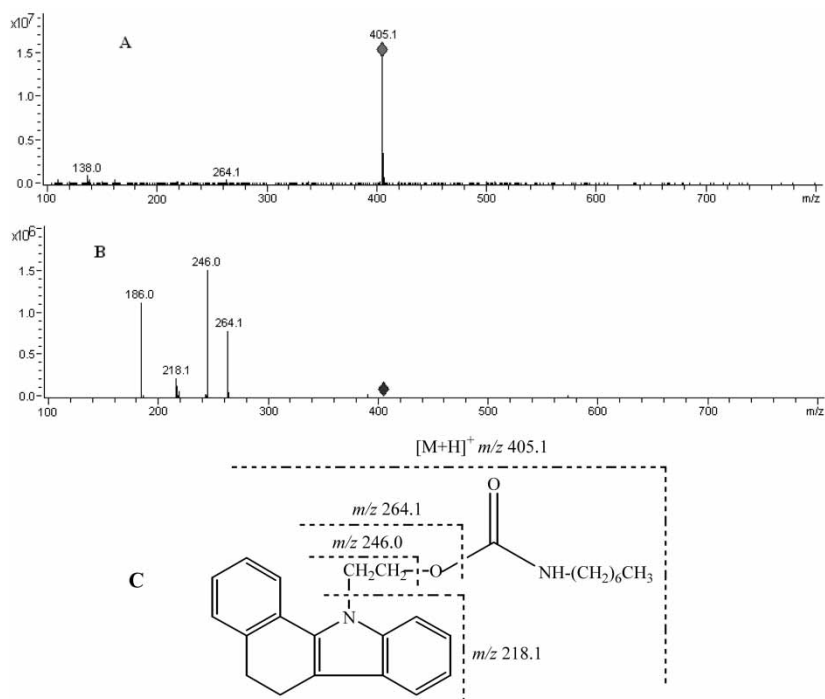 x10⁷
A
405.1
1.5
1.0
0.5
138.0
264.1
0.0
100 200 300 400 500 600 700 m/z
x10⁶
B
246.0
1.5
186.0
1.0
264.1
0.5
218.1
0.0
100 200 300 400 500 600 700 m/z
[M+H]⁺ m/z 405.1
O
m/z 264.1
m/z 246.0
C
CH₂CH₂ O NH-(CH₂)₆CH₃
N
m/z 218.1